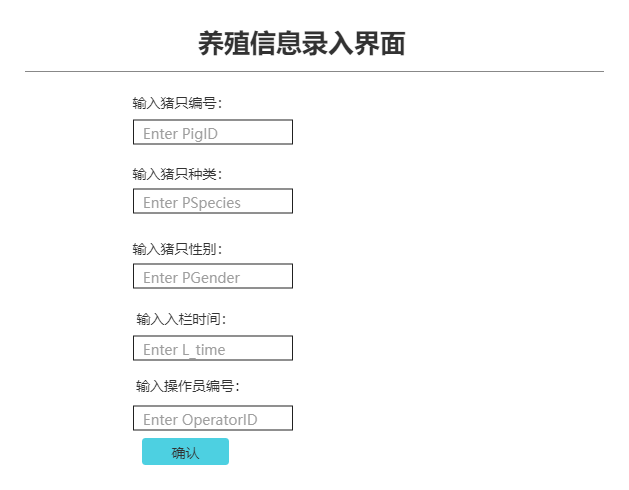 养殖信息录入界面
输入猪只编号：
Enter PigID
输入猪只种类：
Enter PSpecies
输入猪只性别：
Enter PGender
输入入栏时间：
Enter L_time
输入操作员编号：
Enter OperatorID
确认